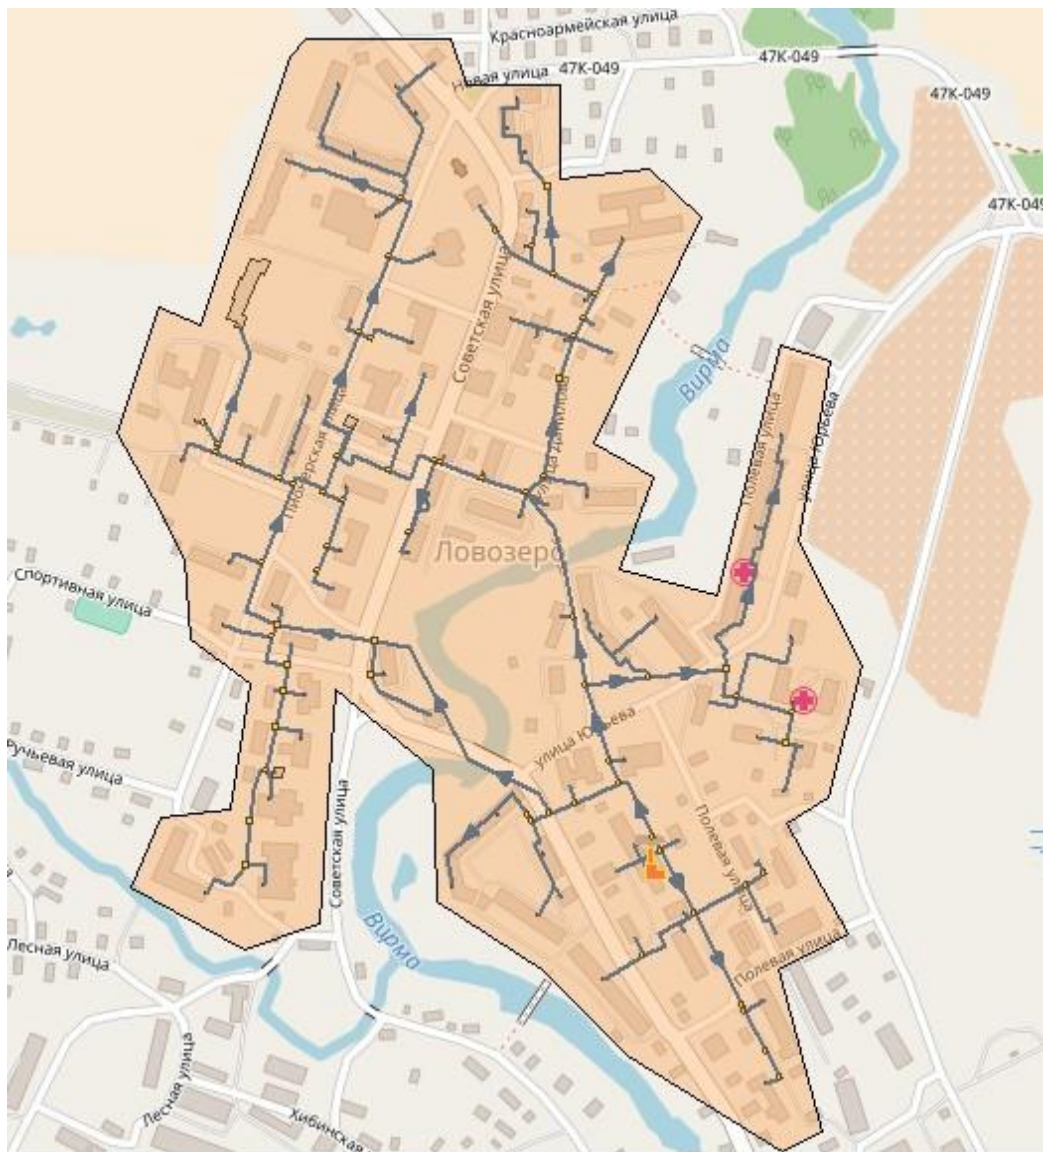 Красноармейская улица
Новая улица
47К-049
47К-049
47К-049
47К-049
Советская улица
Вирма
Полевая улица
улица Юрьева
улица Данилова
Пионерская улица
Ловозеро
Спортивная улица
улица Юрьева
Ручьевая улица
Советская улица
Полевая улица
Вирма
Полевая улица
Лесная улица
Лесная улица
Хибинская